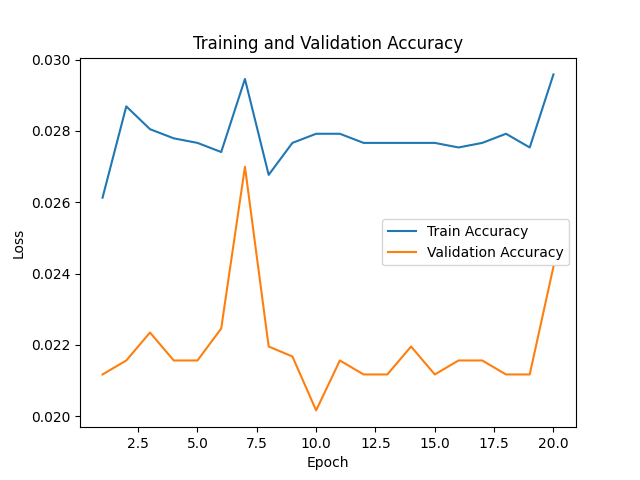 Training and Validation Accuracy
0.030
0.028
0.026
0.024
0.022
0.020
Loss
Train Accuracy
Validation Accuracy
2.5 5.0 7.5 10.0 12.5 15.0 17.5 20.0
Epoch